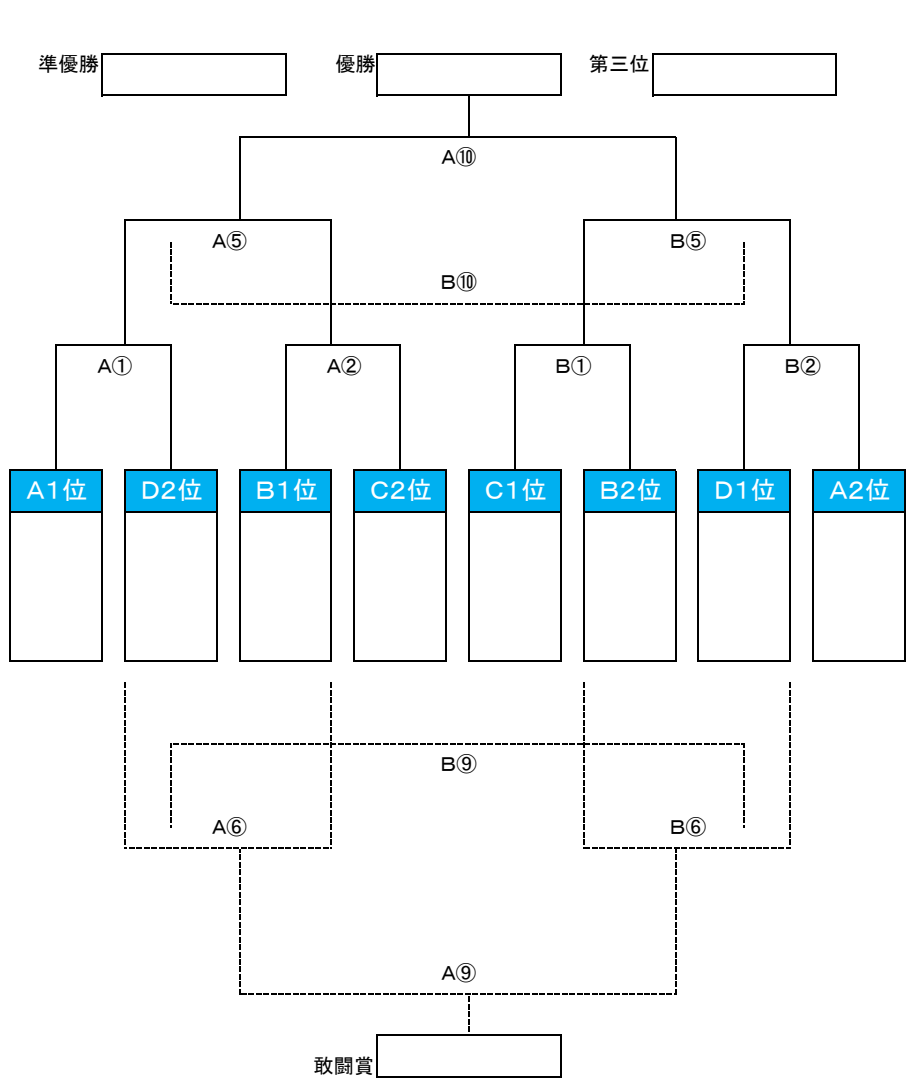 準優勝 優勝 第三位
A⑩
A⑤ B⑤
B⑩
A① A② B① B②
A1位 D2位 B1位 C2位 C1位 B2位 D1位 A2位
B⑨
A⑥ B⑥
A⑨
敢闘賞